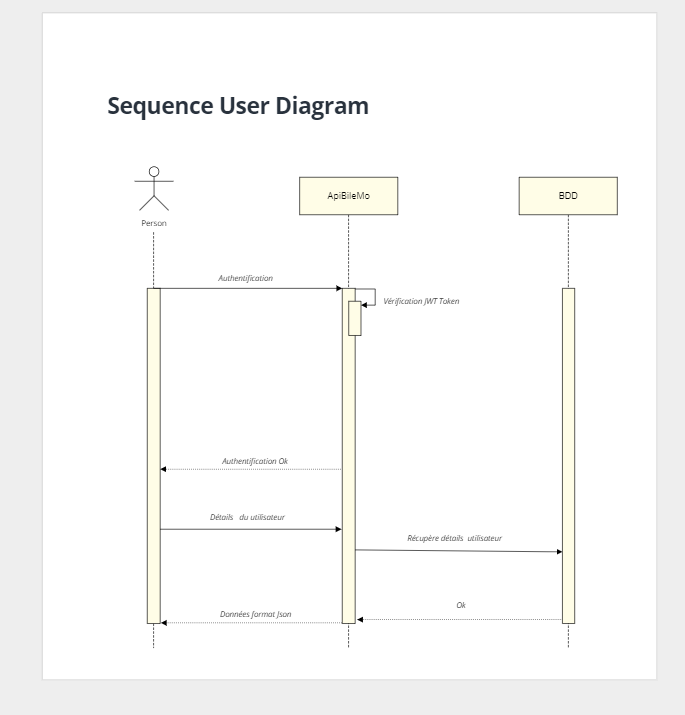 Sequence User Diagram
Person
ApiBileMo
BDD
Authentification
Vérification JWT Token
Authentification Ok
Détails du utilisateur
Récupère détails utilisateur
Ok
Données format Json